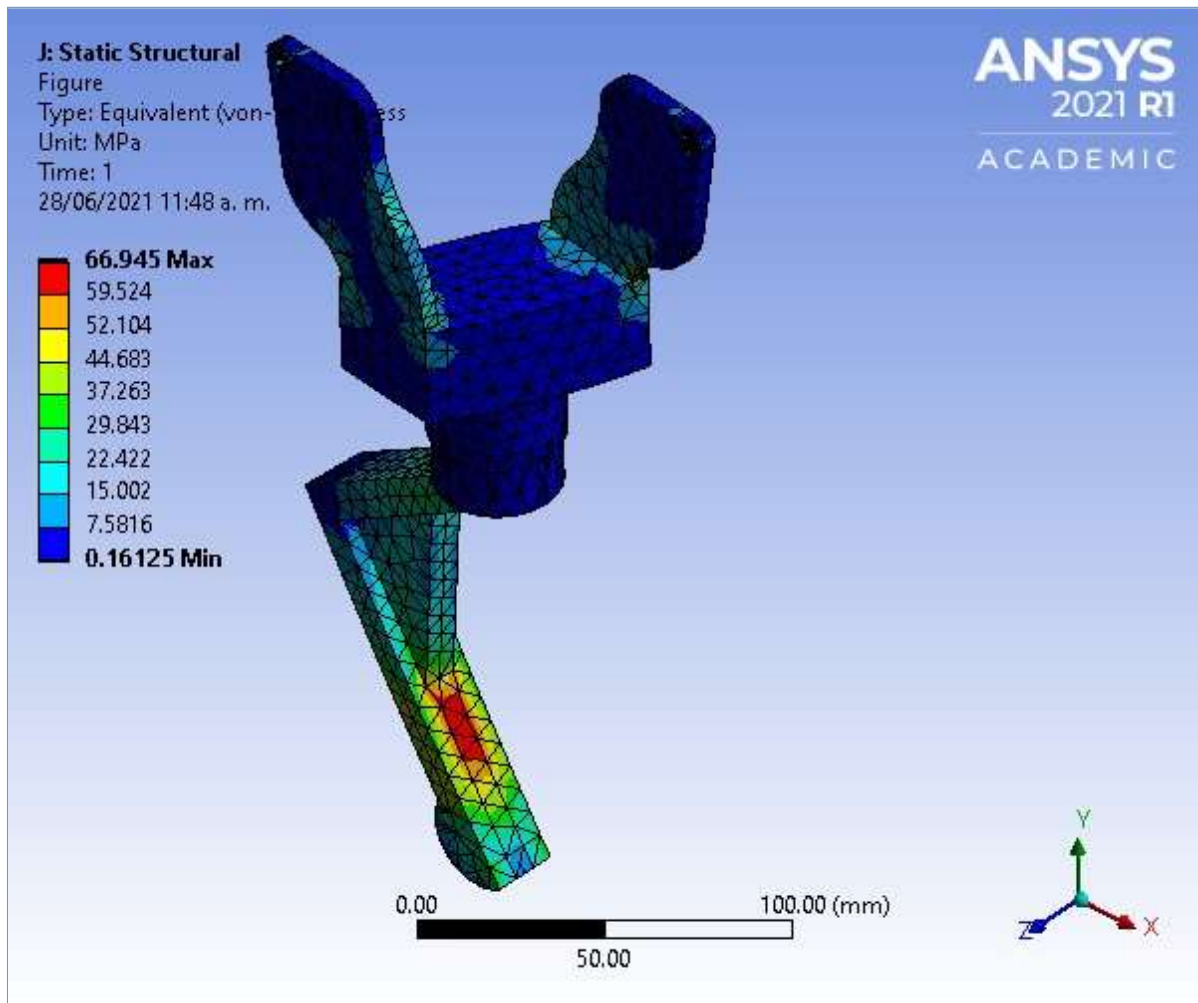 J: Static Structural
Figure
Type: Equivalent (von- ess
Unit: MPa
Time: 1
28/06/2021 11:48 a. m.
66.945 Max
59.524
52.104
44.683
37.263
29.843
22.422
15.002
7.5816
0.16125 Min
ANSYS
2021 R1
ACADEMIC
0.00 100.00 (mm)
50.00
Y
Z X